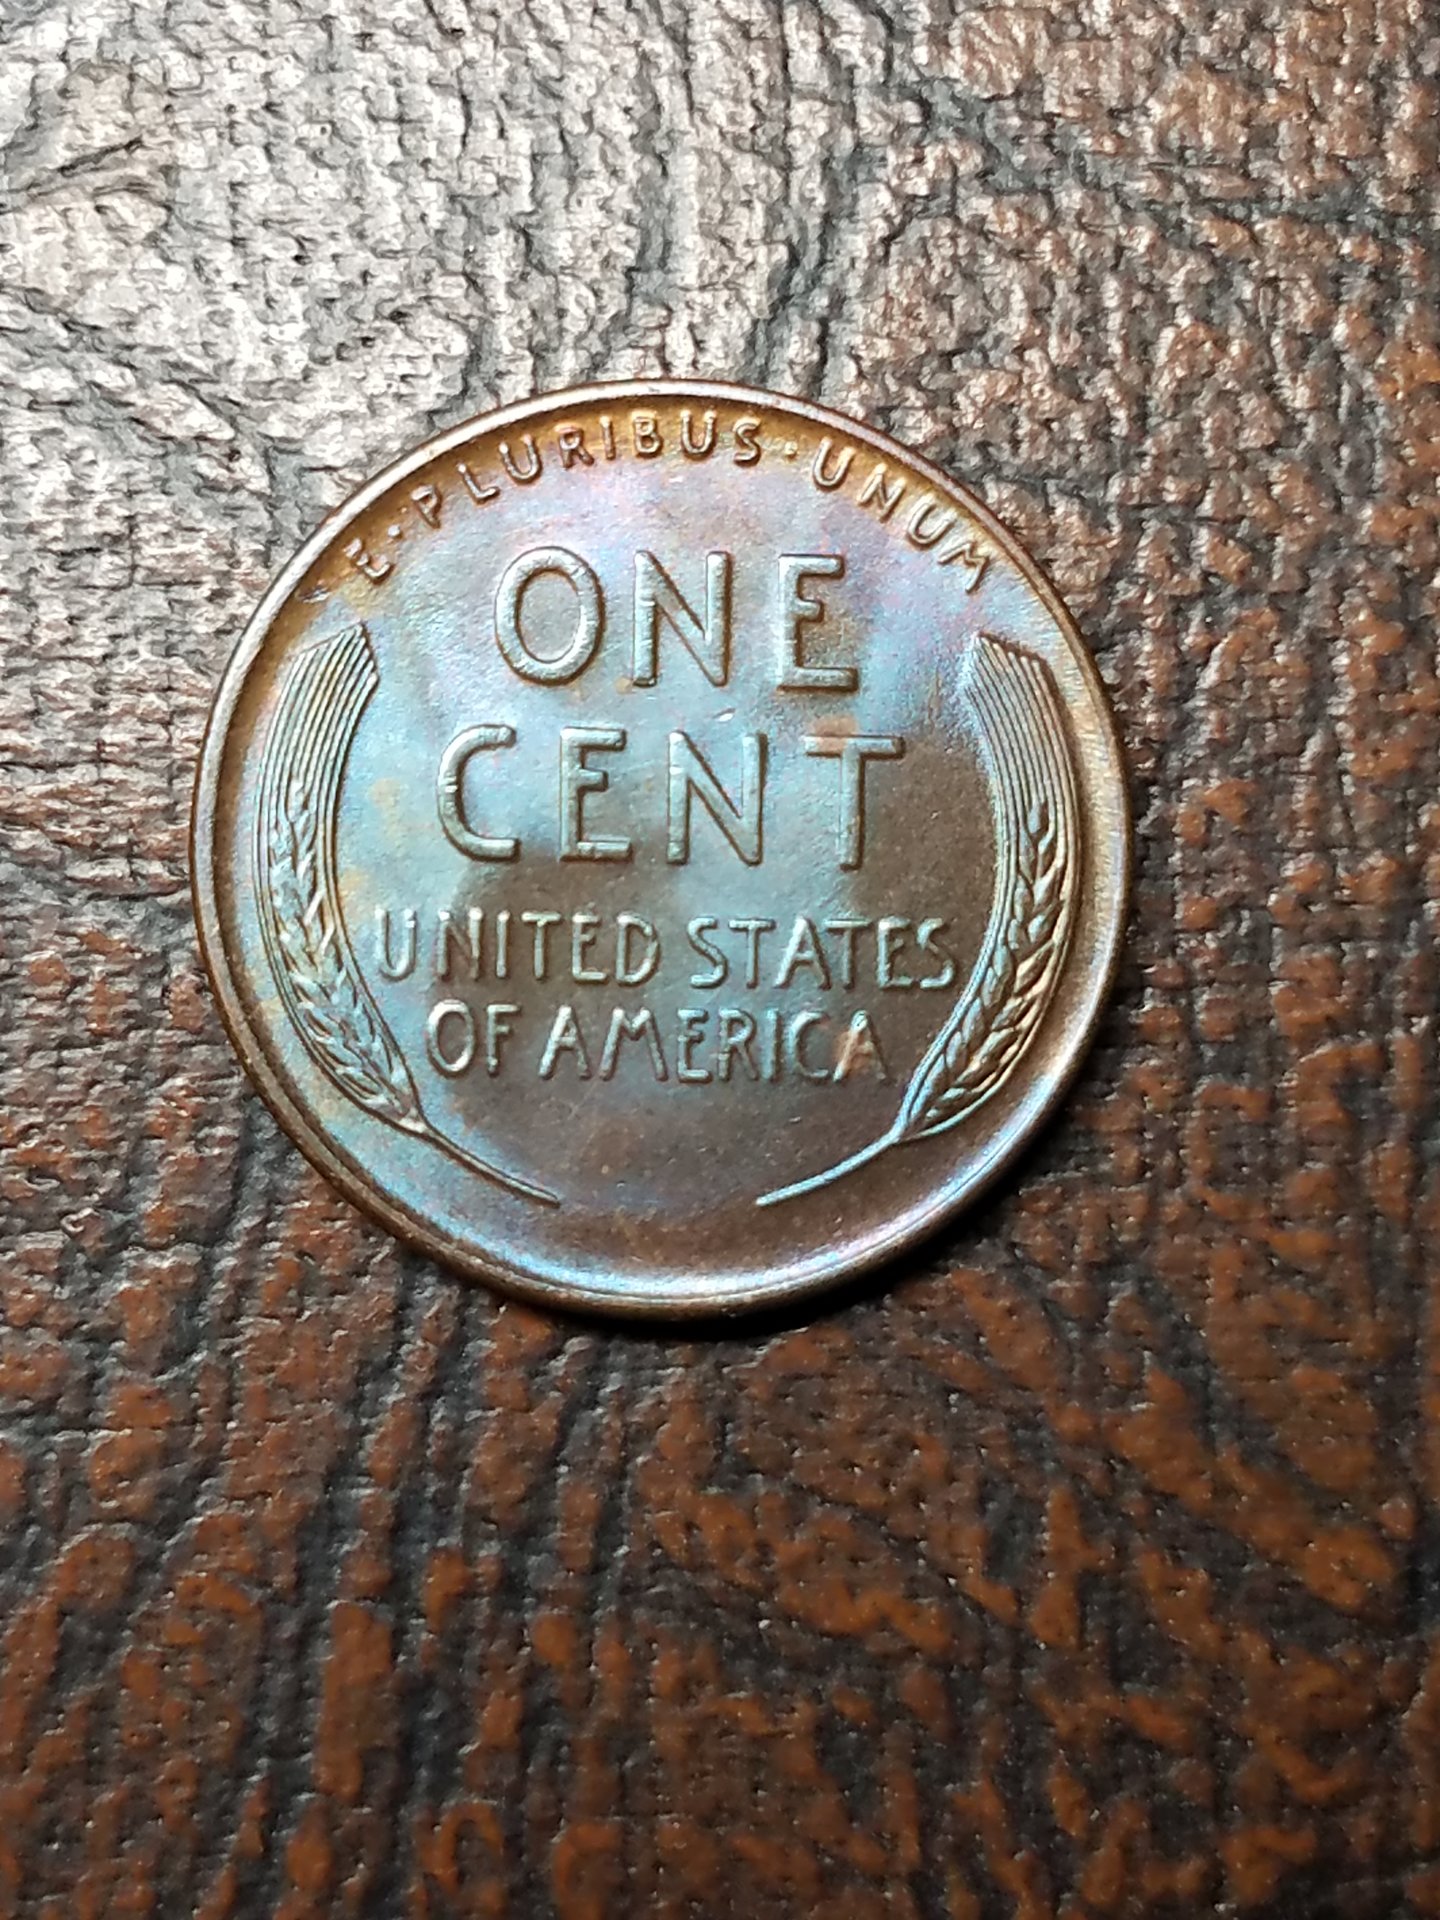 E·PLURIBUS·UNUM
ONE
CENT
UNITED STATES
OF AMERICA